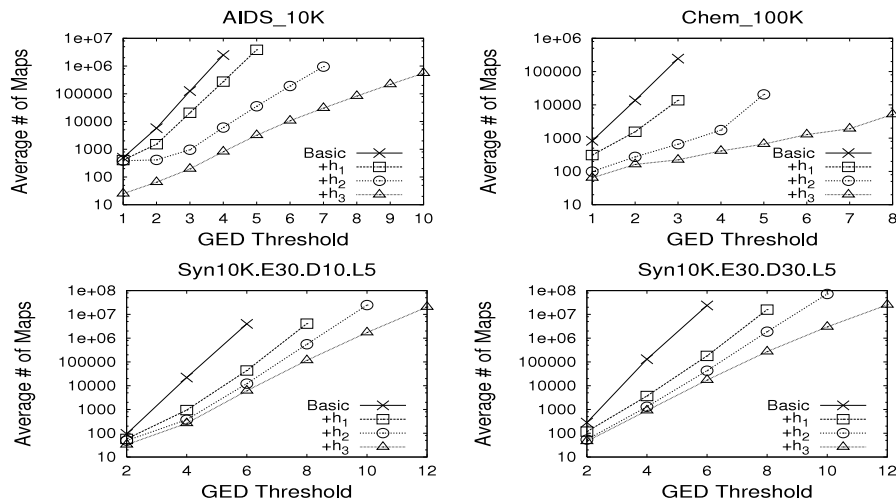 AIDS_10K
Average # of Maps
1e+07
1e+06
100000
10000
1000
100
10
1 2 3 4 5 6 7 8 9 10
GED Threshold
Basic
+h1
+h2
+h3
Chem_100K
Average # of Maps
1e+06
100000
10000
1000
100
10
1 2 3 4 5 6 7 8
GED Threshold
Basic
+h1
+h2
+h3
Syn10K.E30.D10.L5
Average # of Maps
1e+08
1e+07
1e+06
100000
10000
1000
100
10
2 4 6 8 10 12
GED Threshold
Basic
+h1
+h2
+h3
Syn10K.E30.D30.L5
Average # of Maps
1e+08
1e+07
1e+06
100000
10000
1000
100
10
2 4 6 8 10 12
GED Threshold
Basic
+h1
+h2
+h3